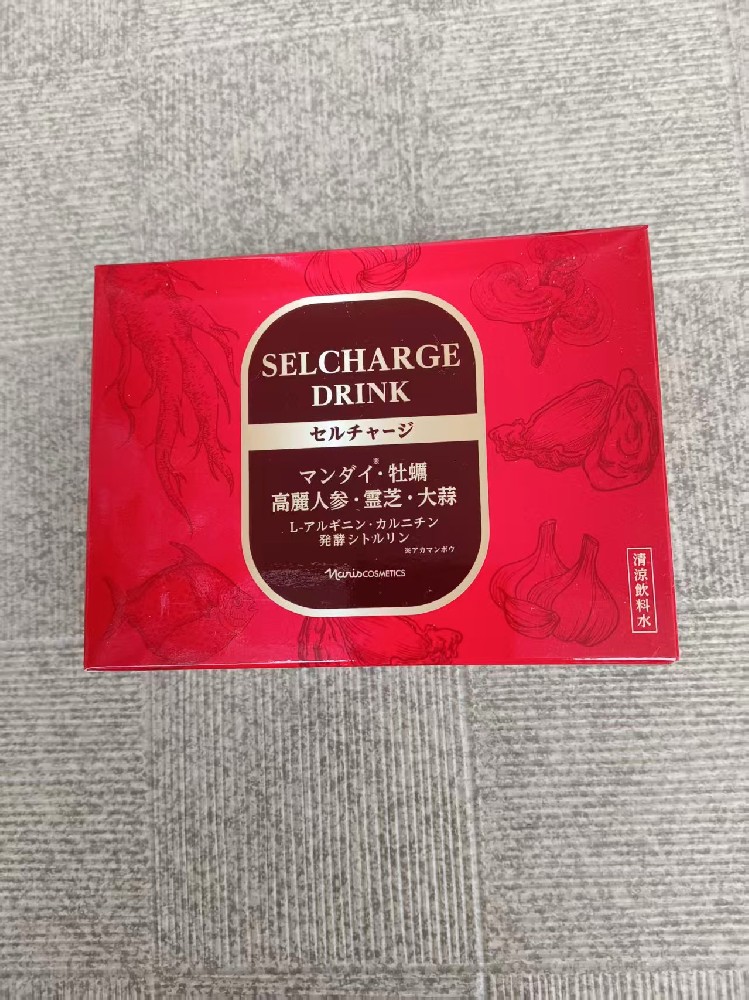 SELCHARGE
DRINK
セルチャージ
マンダイ※・牡蠣
高麗人参・霊芝・大蒜
L-アルギニン・カルニチン
発酵シトルリン
※アカマンボウ
naris COSMETICS
清涼飲料水